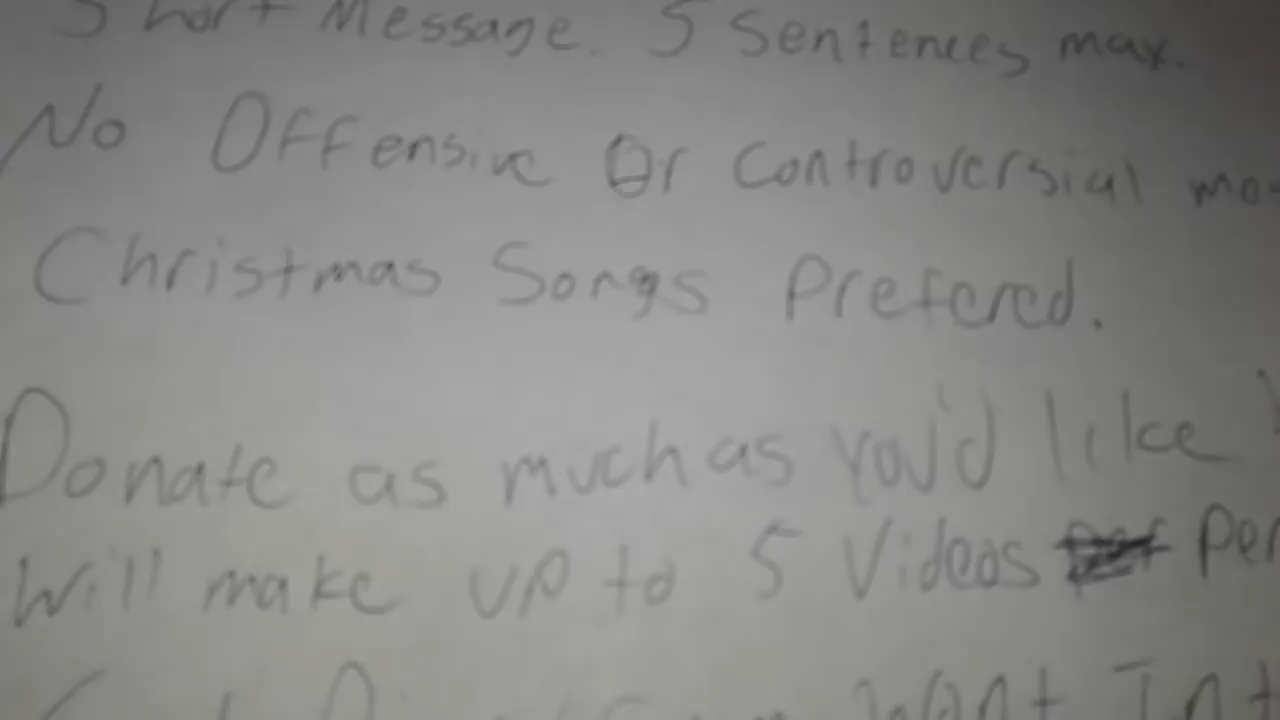 Short Message. 5 Sentences max.
No Offensive Or Controversial
Christmas Songs Prefered.
Donate as much as you'd like
Will make up to 5 Videos Per
Want